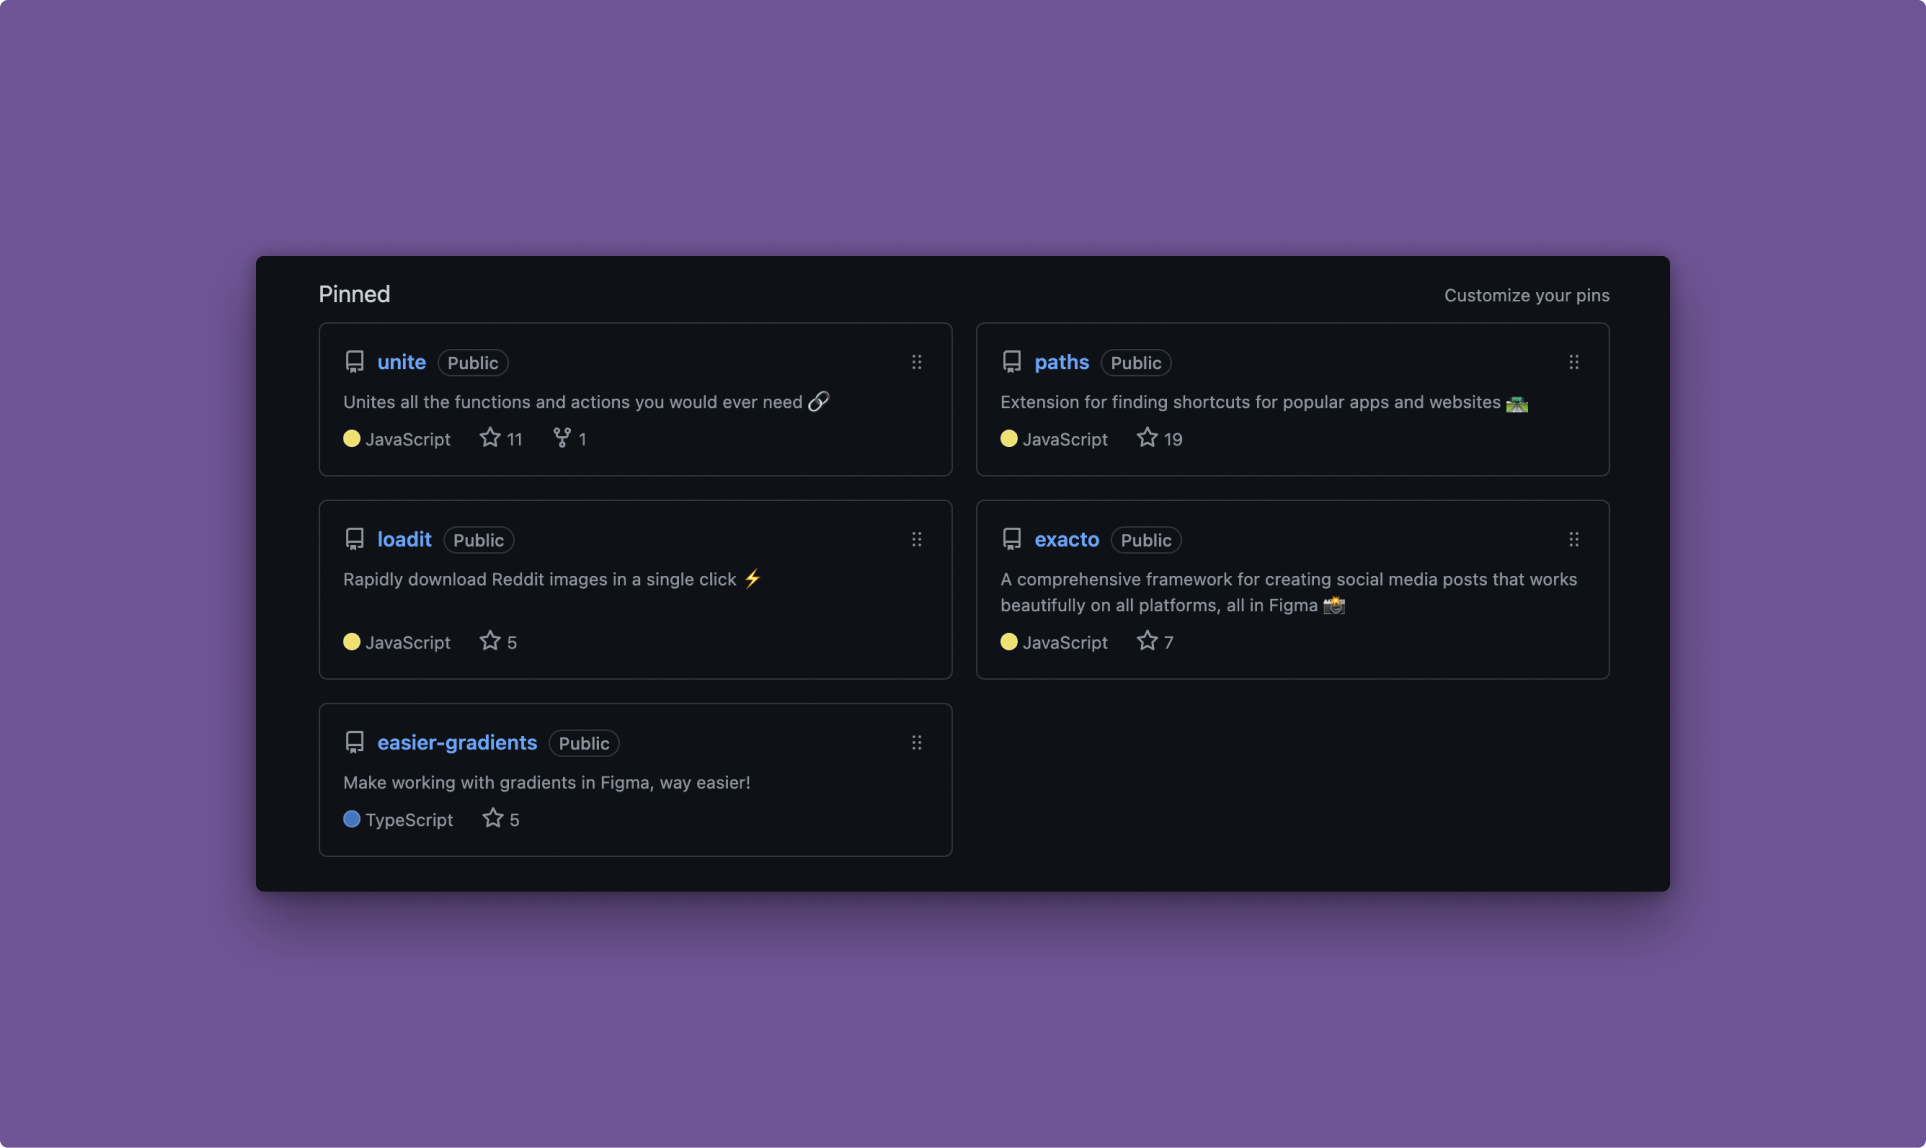 Pinned
Customize your pins
unite Public
Unites all the functions and actions you would ever need 🔗
JavaScript 11 1
paths Public
Extension for finding shortcuts for popular apps and websites 🛣️
JavaScript 19
loadit Public
Rapidly download Reddit images in a single click ⚡
JavaScript 5
exacto Public
A comprehensive framework for creating social media posts that works
beautifully on all platforms, all in Figma 📸
JavaScript 7
easier-gradients Public
Make working with gradients in Figma, way easier!
TypeScript 5